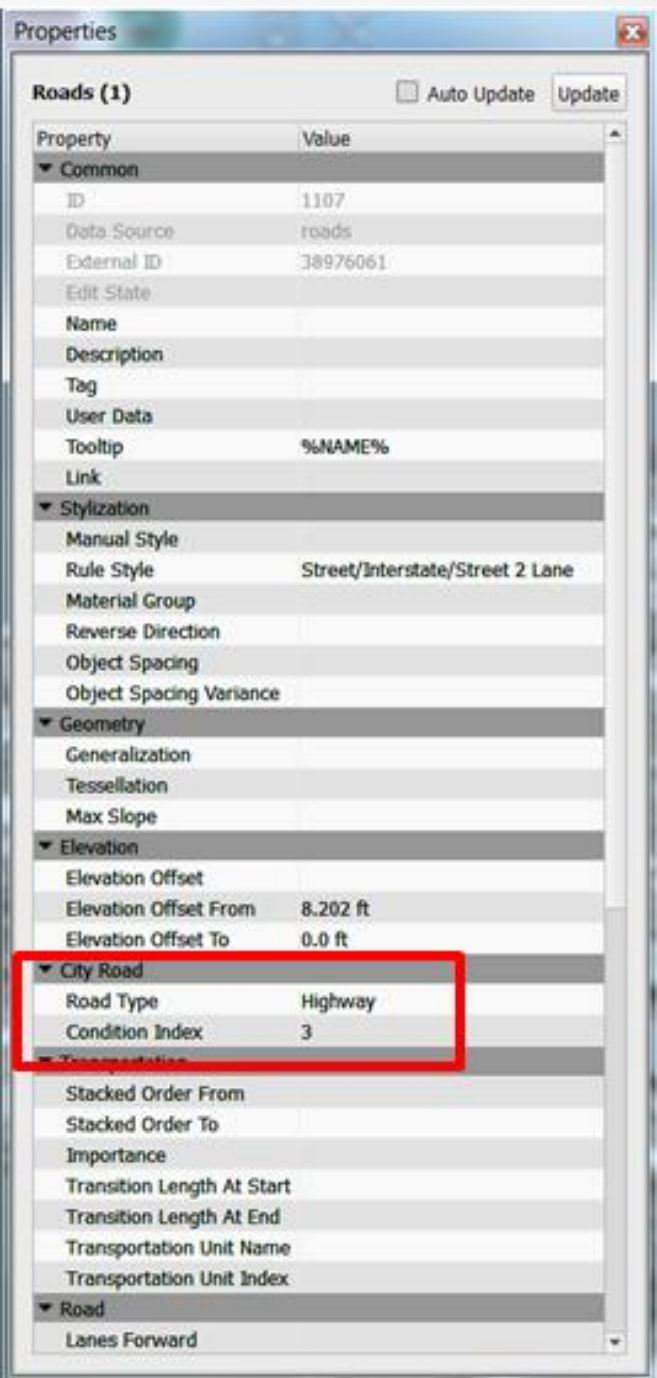 Properties
Roads (1) Auto Update Update
Property Value
Common
ID 1107
Data Source roads
External ID 38976061
Edit State
Name
Description
Tag
User Data
Tooltip %NAME%
Link
Stylization
Manual Style
Rule Style Street/Interstate/Street 2 Lane
Material Group
Reverse Direction
Object Spacing
Object Spacing Variance
Geometry
Generalization
Tessellation
Max Slope
Elevation
Elevation Offset
Elevation Offset From 8.202 ft
Elevation Offset To 0.0 ft
City Road
Road Type Highway
Condition Index 3
Transportation
Stacked Order From
Stacked Order To
Importance
Transition Length At Start
Transition Length At End
Transportation Unit Name
Transportation Unit Index
Road
Lanes Forward